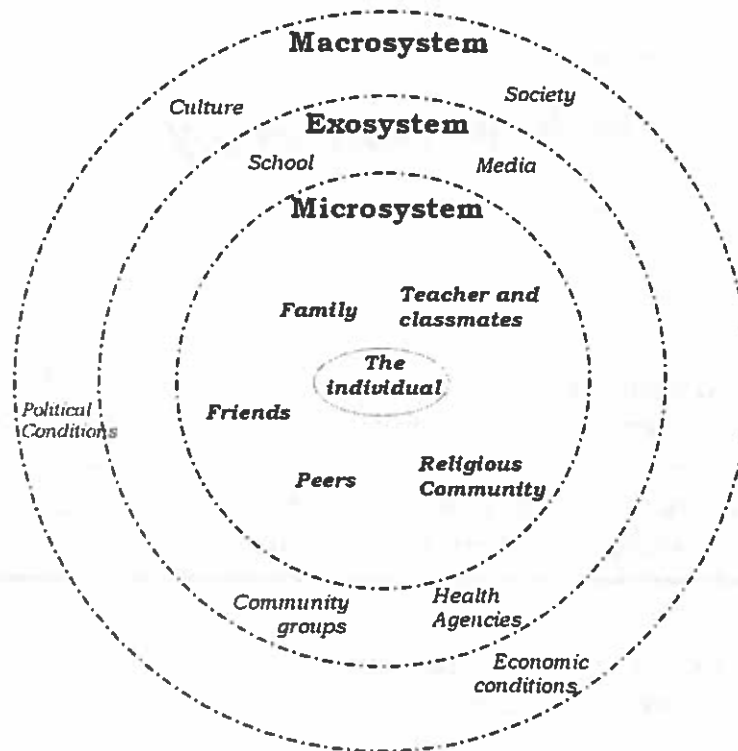 Macrosystem
Culture
Society
Exosystem
School
Media
Microsystem
Family
Teacher and
classmates
The
individual
Political
Conditions
Friends
Peers
Religious
Community
Community
groups
Health
Agencies
Economic
conditions